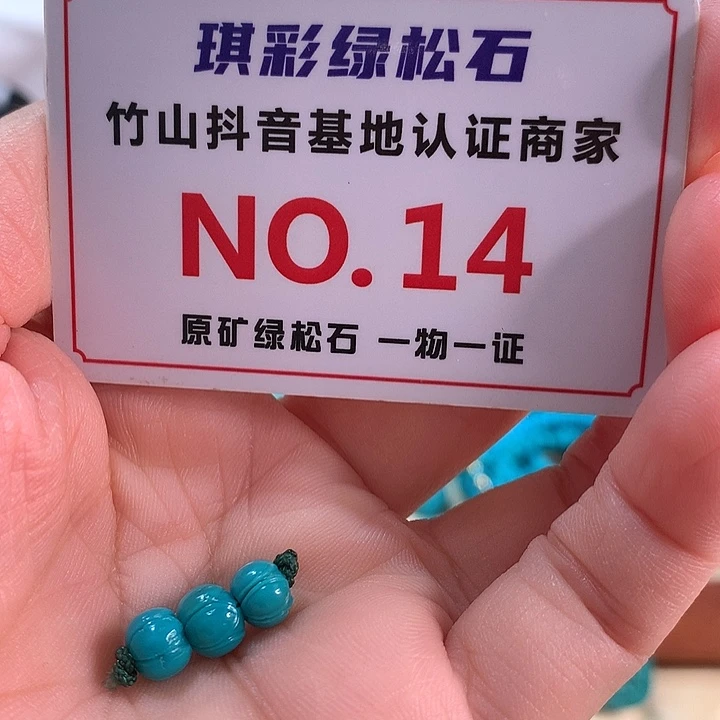 琪彩绿松石
竹山抖音基地认证商家
NO.14
原矿绿松石 一物一证